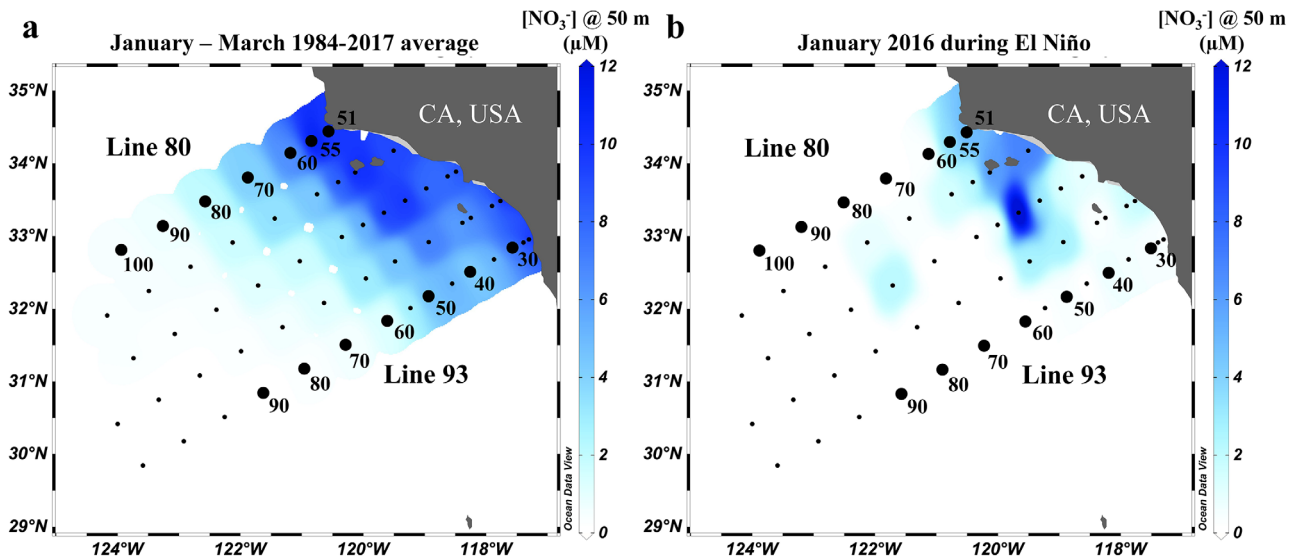 a
January – March 1984-2017 average
[NO₃⁻] @ 50 m
(µM)
35°N
34°N
33°N
32°N
31°N
30°N
29°N
124°W
122°W
120°W
118°W
CA, USA
Line 80
51
55
60
70
80
90
100
30
40
50
60
70
80
90
Line 93
Ocean Data View
12
10
8
6
4
2
0
b
January 2016 during El Niño
[NO₃⁻] @ 50 m
(µM)
35°N
34°N
33°N
32°N
31°N
30°N
29°N
124°W
122°W
120°W
118°W
CA, USA
Line 80
51
55
60
70
80
90
100
30
40
50
60
70
80
90
Line 93
Ocean Data View
12
10
8
6
4
2
0